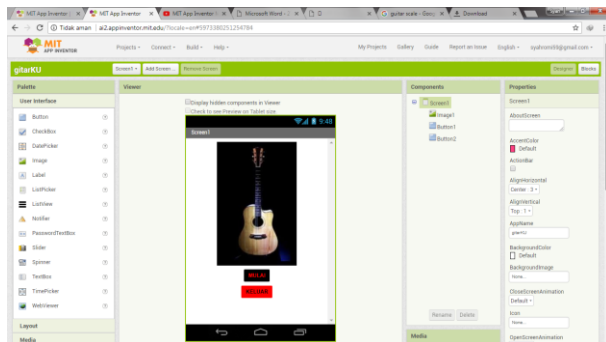 MIT App Inventor 2
MIT App Inventor
MIT App Inventor
Microsoft Word - 2
guitar scale - Goog
Download
Tidak aman | ai2.appinventor.mit.edu/?locale=en#5973380251254784
MIT
APP INVENTOR
Projects
Connect
Build
Help
My Projects
Gallery
Guide
Report an Issue
English
gitarKU
Screen1
Add Screen ...
Remove Screen
Designer
Blocks
Palette
User Interface
Button
CheckBox
DatePicker
Image
Label
ListPicker
ListView
Notifier
PasswordTextBox
Slider
Spinner
TextBox
TimePicker
WebViewer
Layout
Media
Viewer
Display hidden components in Viewer
Check to see Preview on Tablet size.
9:48
Screen1
MULAI
Components
Screen1
Image1
Button1
Button2
Rename
Delete
Media
Properties
Screen1
AboutScreen
AccentColor
Default
ActionBar
AlignHorizontal
Center : 3
AlignVertical
Top : 1
AppName
gitarKU
BackgroundColor
Default
BackgroundImage
None...
CloseScreenAnimation
Default
Icon
None...
OpenScreenAnimation